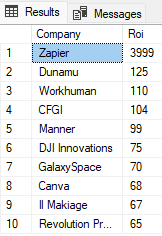 Results Messages
Company Roi
1 Zapier 3999
2 Dunamu 125
3 Workhuman 110
4 CFGI 104
5 Manner 99
6 DJI Innovations 75
7 GalaxySpace 70
8 Canva 68
9 Il Makiage 67
10 Revolution Pr... 65